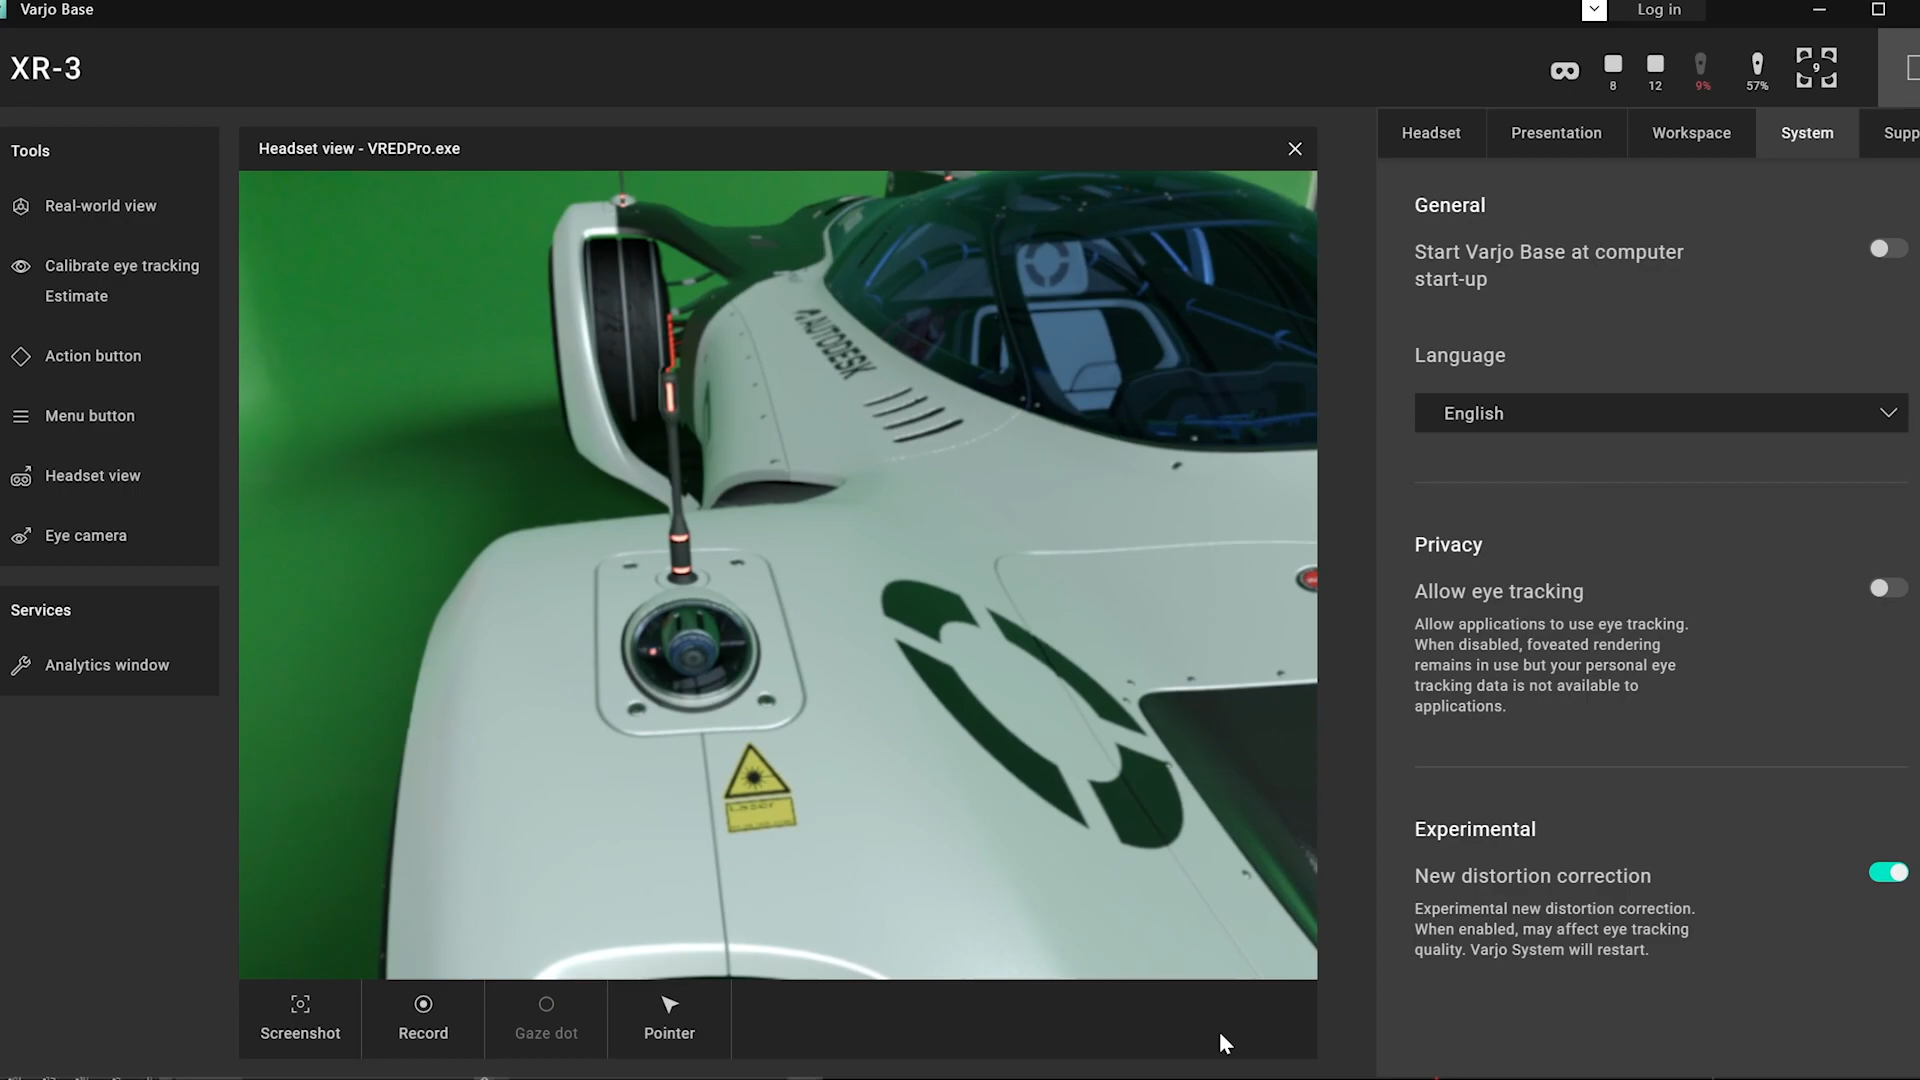 Varjo Base
Log in
XR-3
8
12
9%
57%
9
Headset
Presentation
Workspace
System
Supp
Tools
Real-world view
Calibrate eye tracking
Estimate
Action button
Menu button
Headset view
Eye camera
Services
Analytics window
Headset view - VREDPro.exe
AUTODESK
Laser
Screenshot
Record
Gaze dot
Pointer
General
Start Varjo Base at computer
start-up
Language
English
Privacy
Allow eye tracking
Allow applications to use eye tracking.
When disabled, foveated rendering
remains in use but your personal eye
tracking data is not available to
applications.
Experimental
New distortion correction
Experimental new distortion correction.
When enabled, may affect eye tracking
quality. Varjo System will restart.